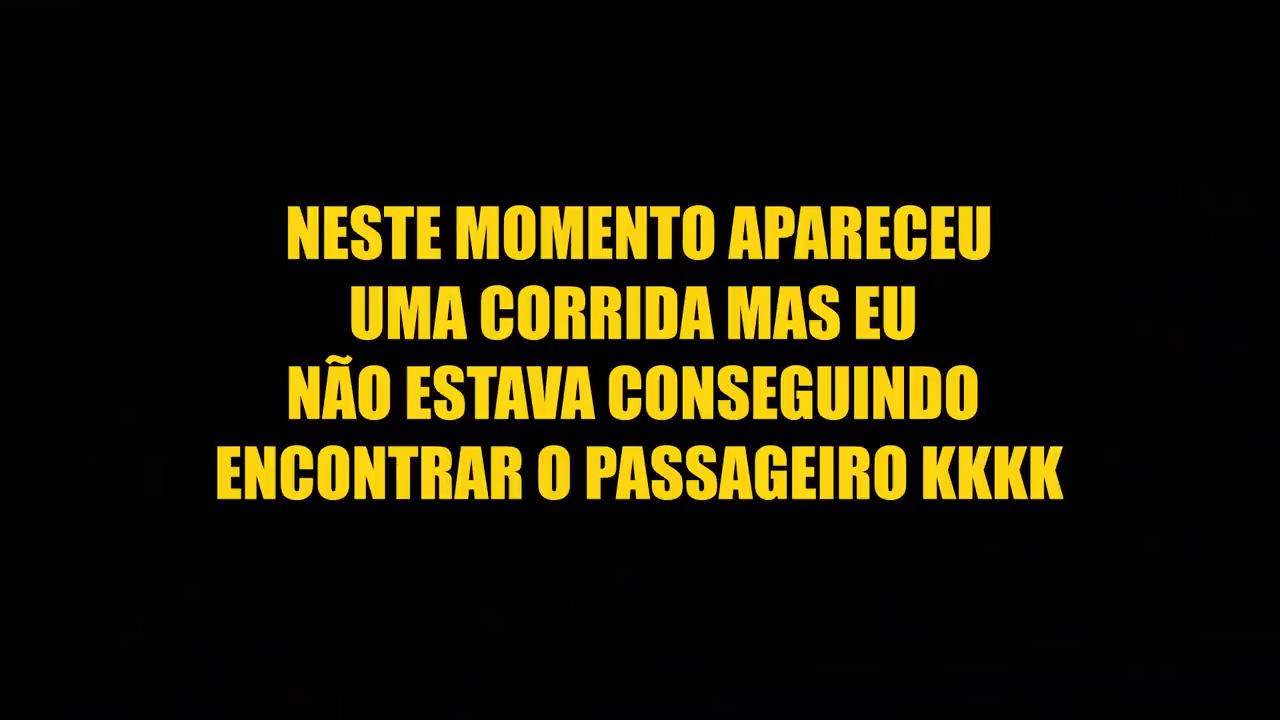 NESTE MOMENTO APARECEU
UMA CORRIDA MAS EU
NÃO ESTAVA CONSEGUINDO
ENCONTRAR O PASSAGEIRO KKKK